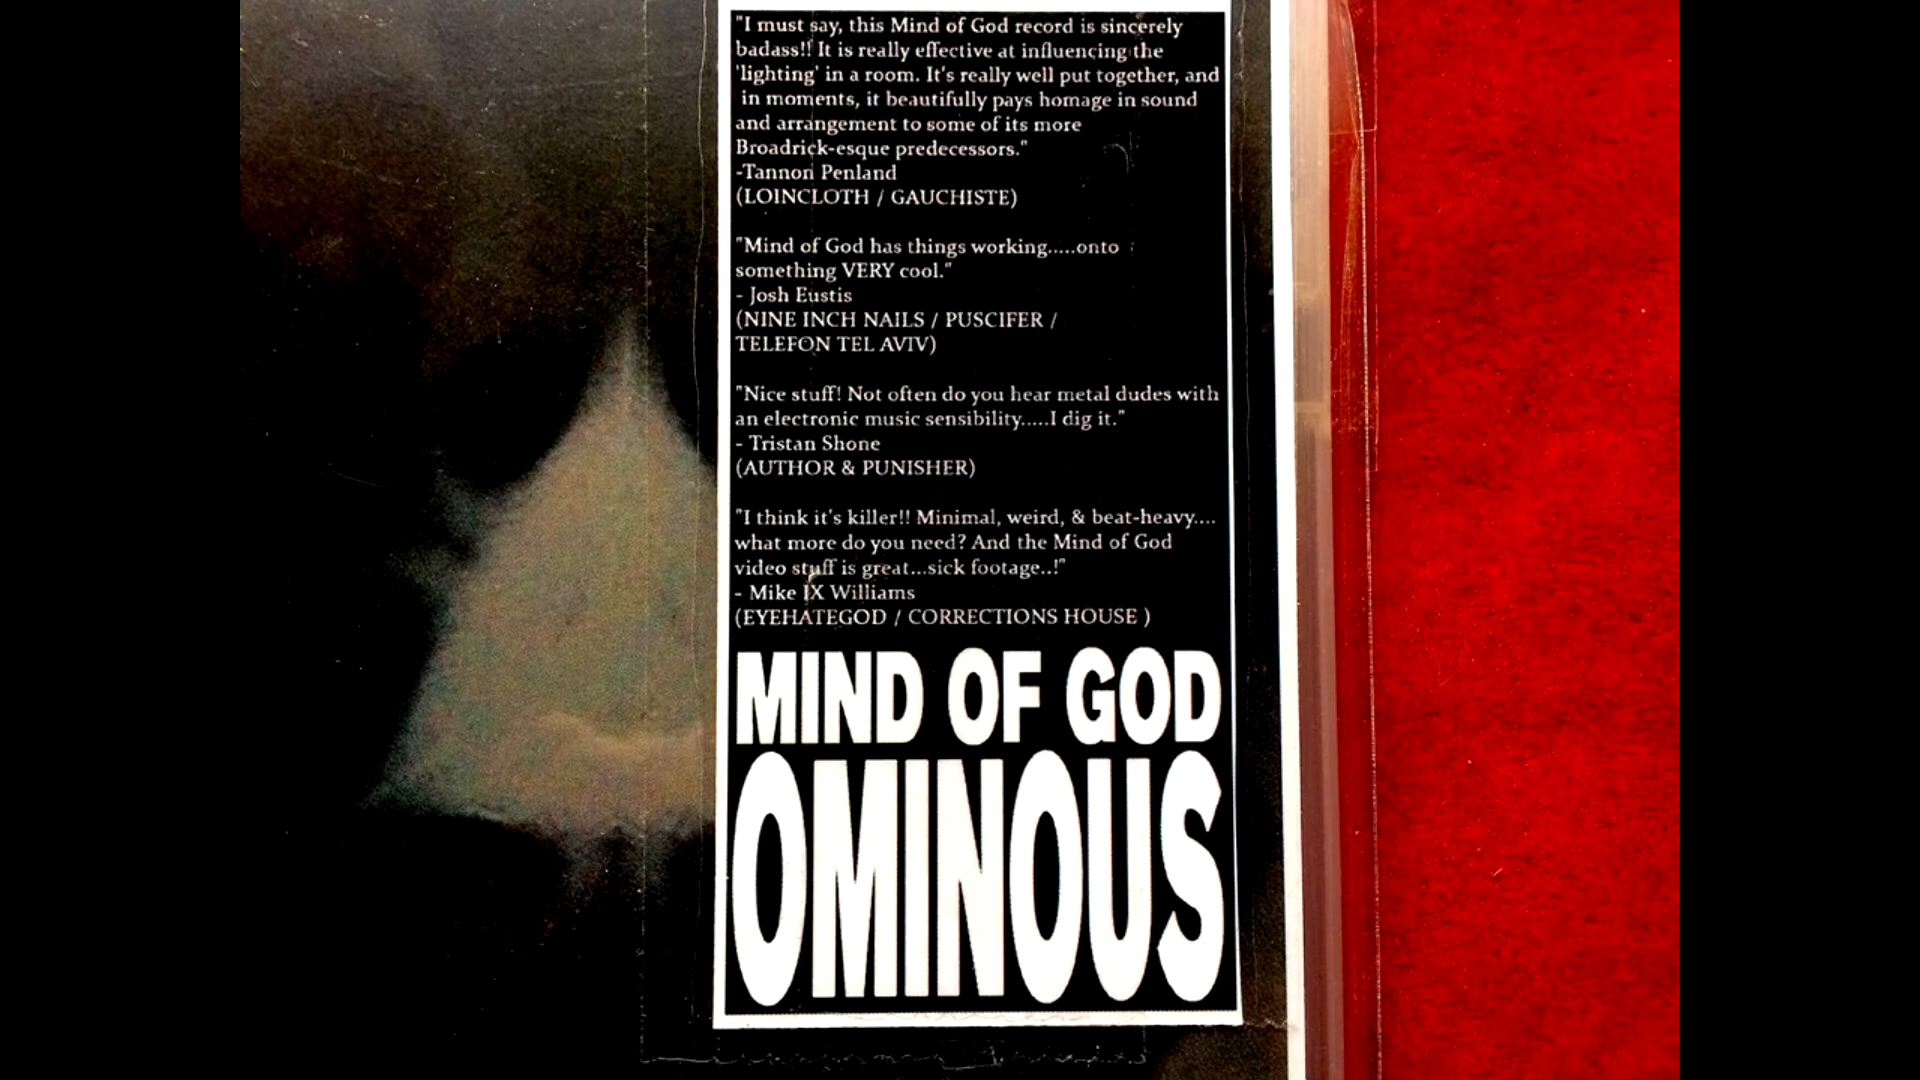 "I must say, this Mind of God record is sincerely
badass!! It is really effective at influencing the
'lighting' in a room. It's really well put together, and
in moments, it beautifully pays homage in sound
and arrangement to some of its more
Broadrick-esque predecessors."
-Tannon Penland
(LOINCLOTH / GAUCHISTE)
"Mind of God has things working.....onto
something VERY cool."
- Josh Eustis
(NINE INCH NAILS / PUSCIFER /
TELEFON TEL AVIV)
"Nice stuff! Not often do you hear metal dudes with
an electronic music sensibility.....I dig it."
- Tristan Shone
(AUTHOR & PUNISHER)
"I think it's killer!! Minimal, weird, & beat-heavy....
what more do you need? And the Mind of God
video stuff is great...sick footage..!"
- Mike IX Williams
(EYEHATEGOD / CORRECTIONS HOUSE )
MIND OF GOD
OMINOUS